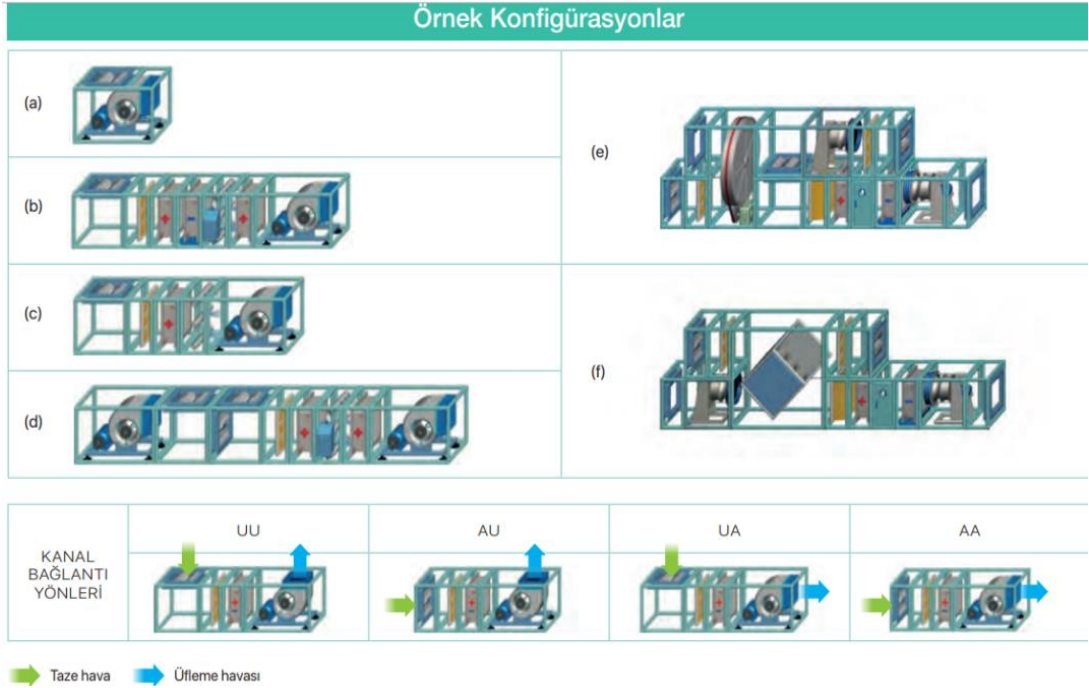 Örnek Konfigürasyonlar
(a)
(b)
(c)
(d)
(e)
(f)
KANAL
BAĞLANTI
YÖNLERİ
UU
AU
UA
AA
Taze hava
Üfleme havası